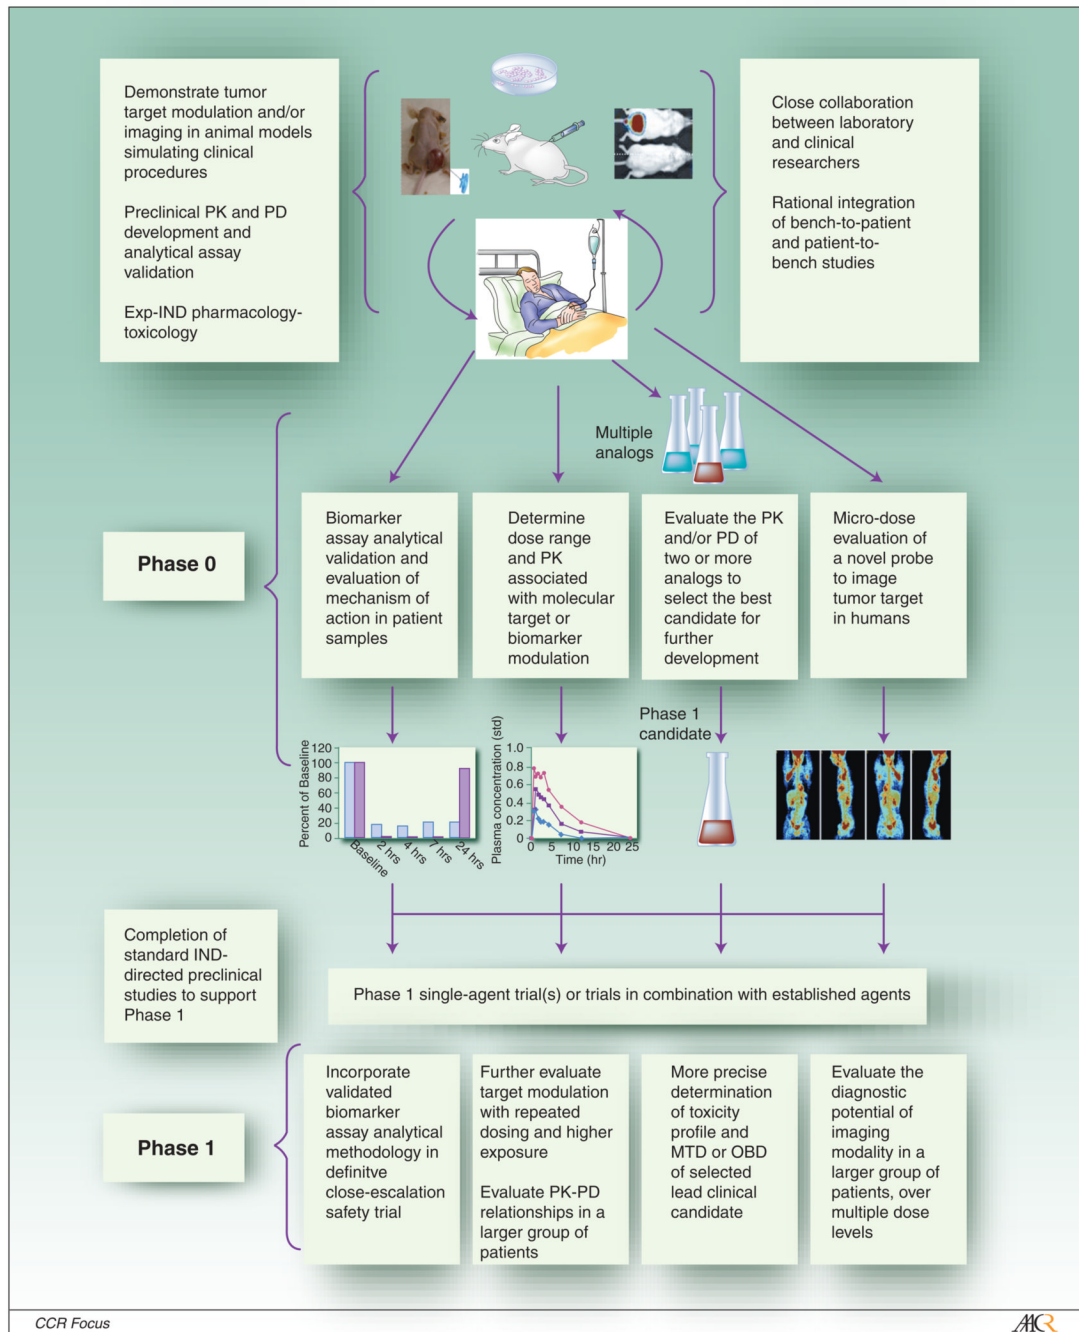 Demonstrate tumor
target modulation and/or
imaging in animal models
simulating clinical
procedures
Preclinical PK and PD
development and
analytical assay
validation
Exp-IND pharmacology-
toxicology
Close collaboration
between laboratory
and clinical
researchers
Rational integration
of bench-to-patient
and patient-to-
bench studies
Multiple
analogs
Phase 0
Biomarker
assay analytical
validation and
evaluation of
mechanism of
action in patient
samples
Determine
dose range
and PK
associated
with molecular
target or
biomarker
modulation
Evaluate the PK
and/or PD of
two or more
analogs to
select the best
candidate for
further
development
Micro-dose
evaluation of
a novel probe
to image
tumor target
in humans
Percent of Baseline
120
100
80
60
40
20
0
Baseline
2 hrs
4 hrs
7 hrs
24 hrs
Plasma concentration (std)
1.0
0.8
0.6
0.4
0.2
0
0
5
10
15
20
25
Time (hr)
Phase 1
candidate
Completion of
standard IND-
directed preclinical
studies to support
Phase 1
Phase 1 single-agent trial(s) or trials in combination with established agents
Phase 1
Incorporate
validated
biomarker
assay analytical
methodology in
definitve
close-escalation
safety trial
Further evaluate
target modulation
with repeated
dosing and higher
exposure
Evaluate PK-PD
relationships in a
larger group of
patients
More precise
determination
of toxicity
profile and
MTD or OBD
of selected
lead clinical
candidate
Evaluate the
diagnostic
potential of
imaging
modality in a
larger group of
patients, over
multiple dose
levels
CCR Focus
AACR